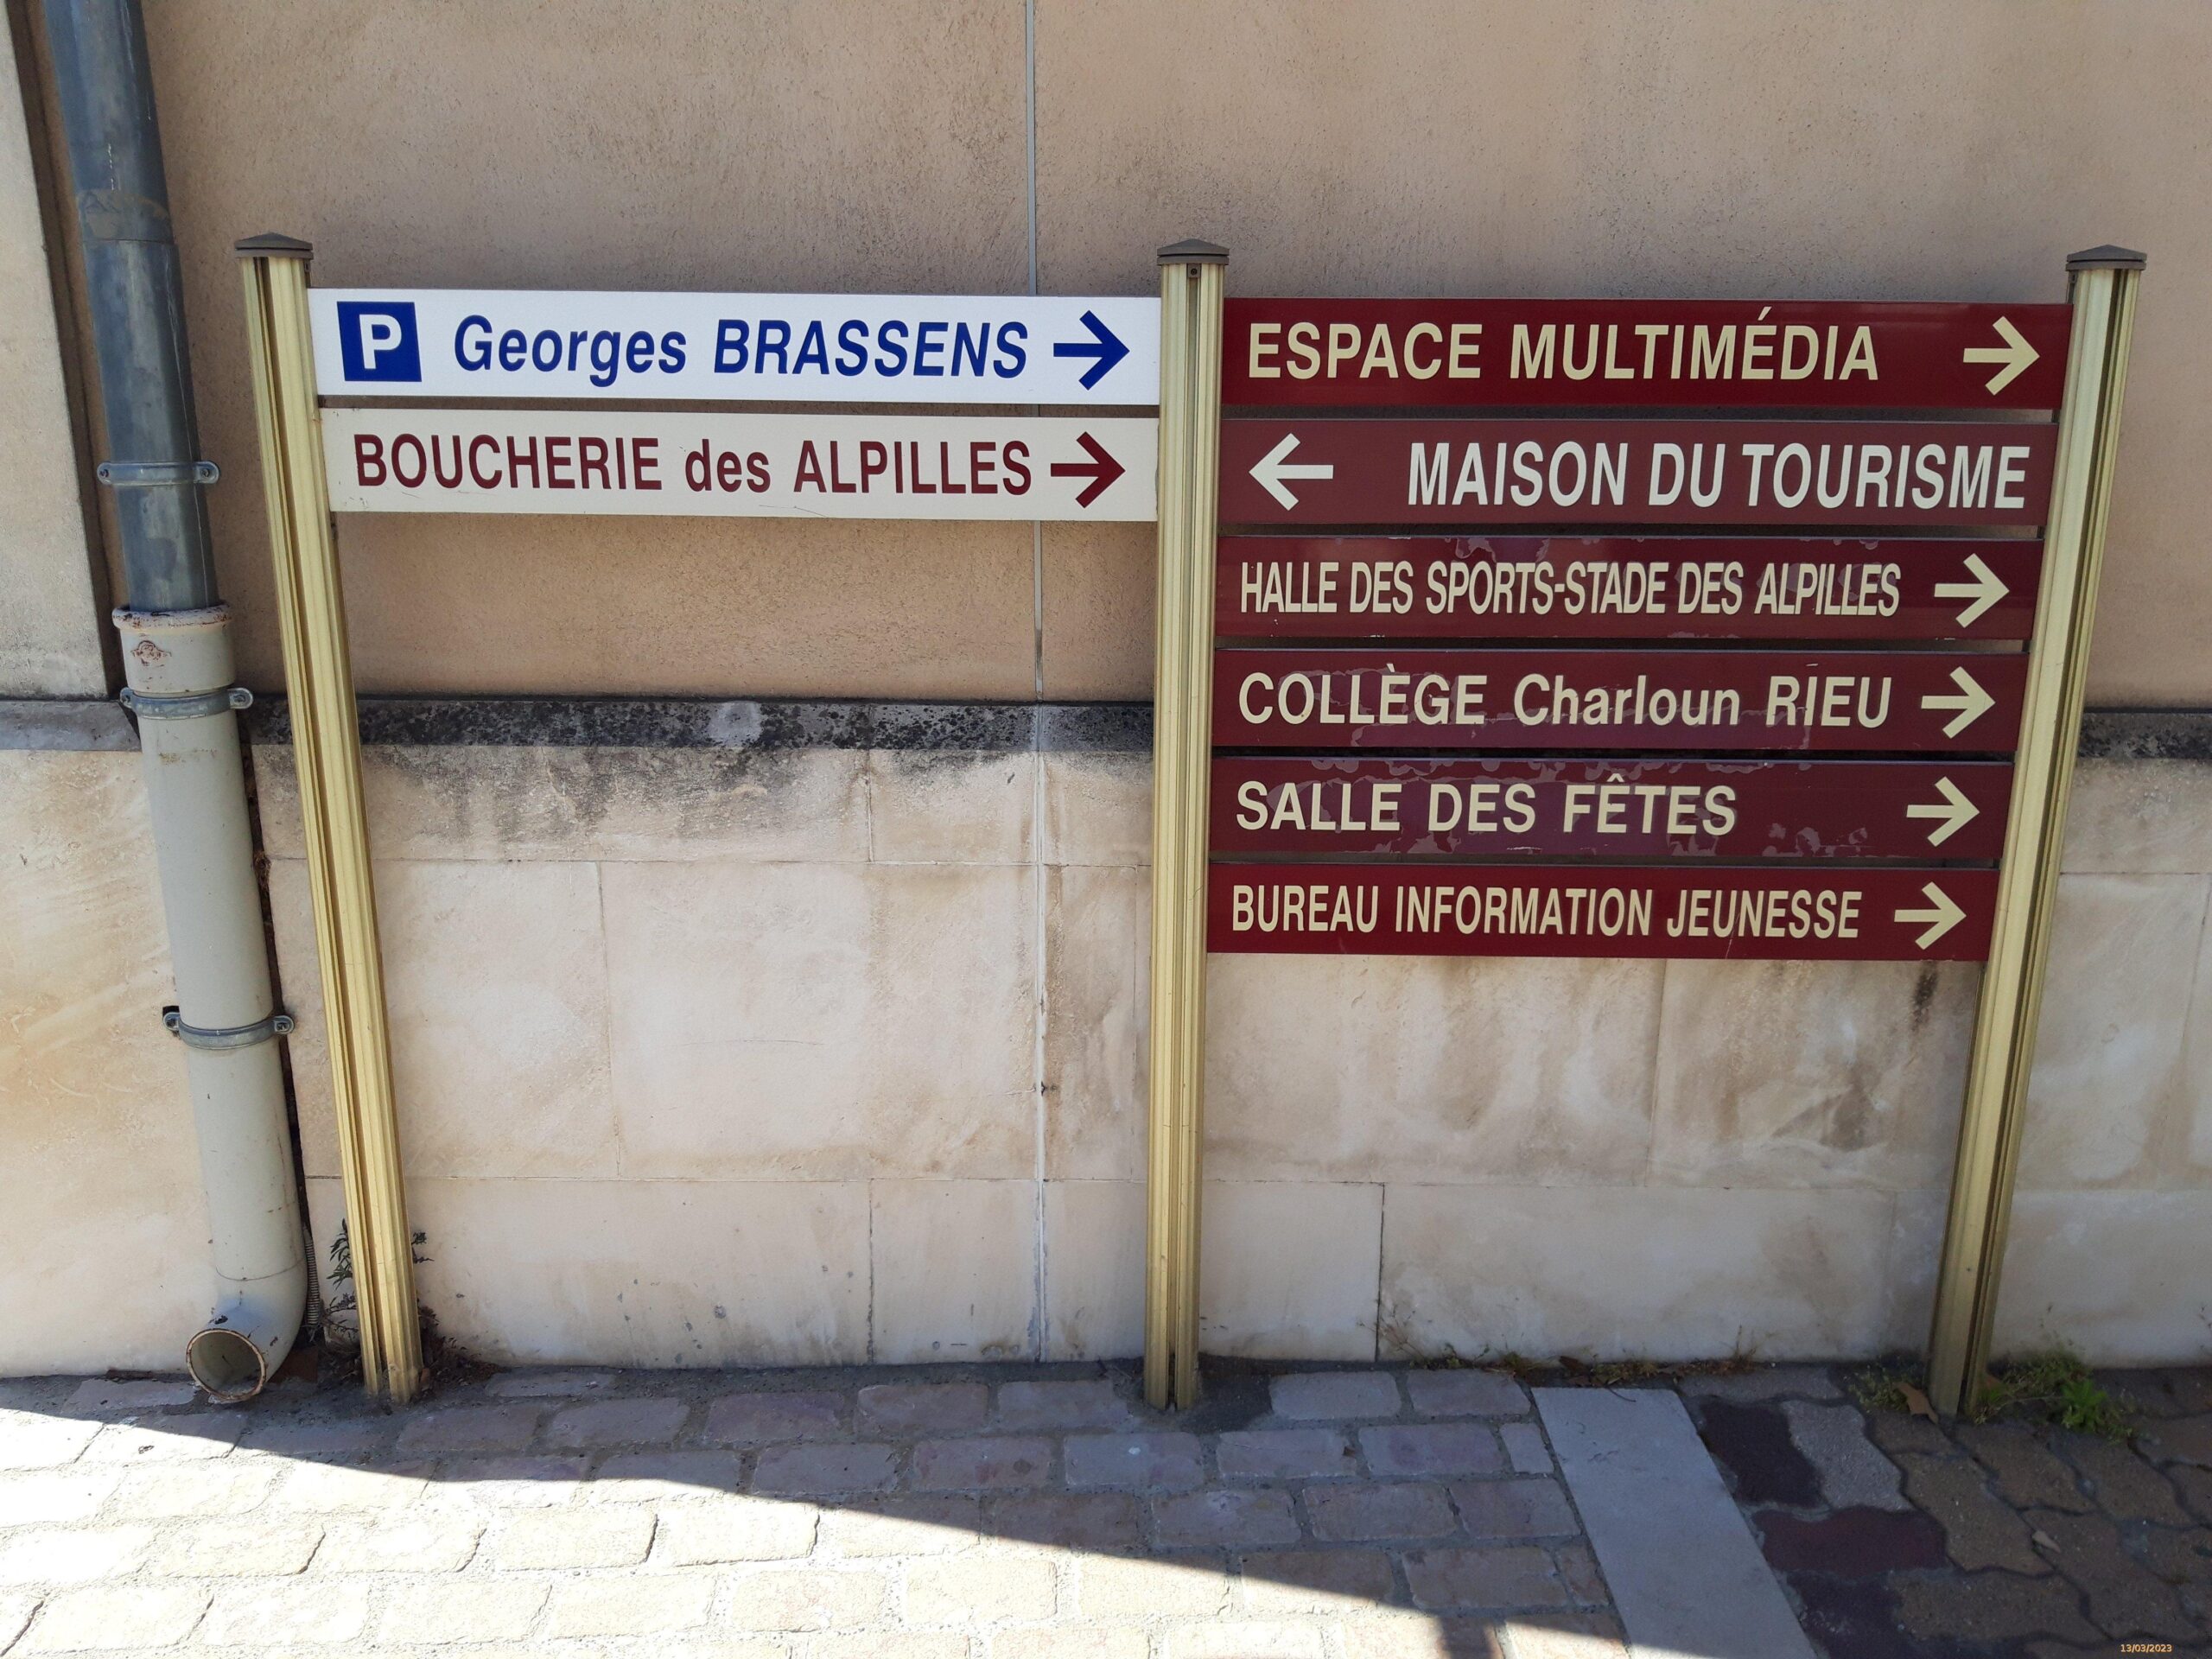 P Georges BRASSENS →
BOUCHERIE des ALPILLES →
ESPACE MULTIMÉDIA →
← MAISON DU TOURISME
HALLE DES SPORTS-STADE DES ALPILLES →
COLLÈGE Charloun RIEU →
SALLE DES FÊTES →
BUREAU INFORMATION JEUNESSE →
13/03/2023